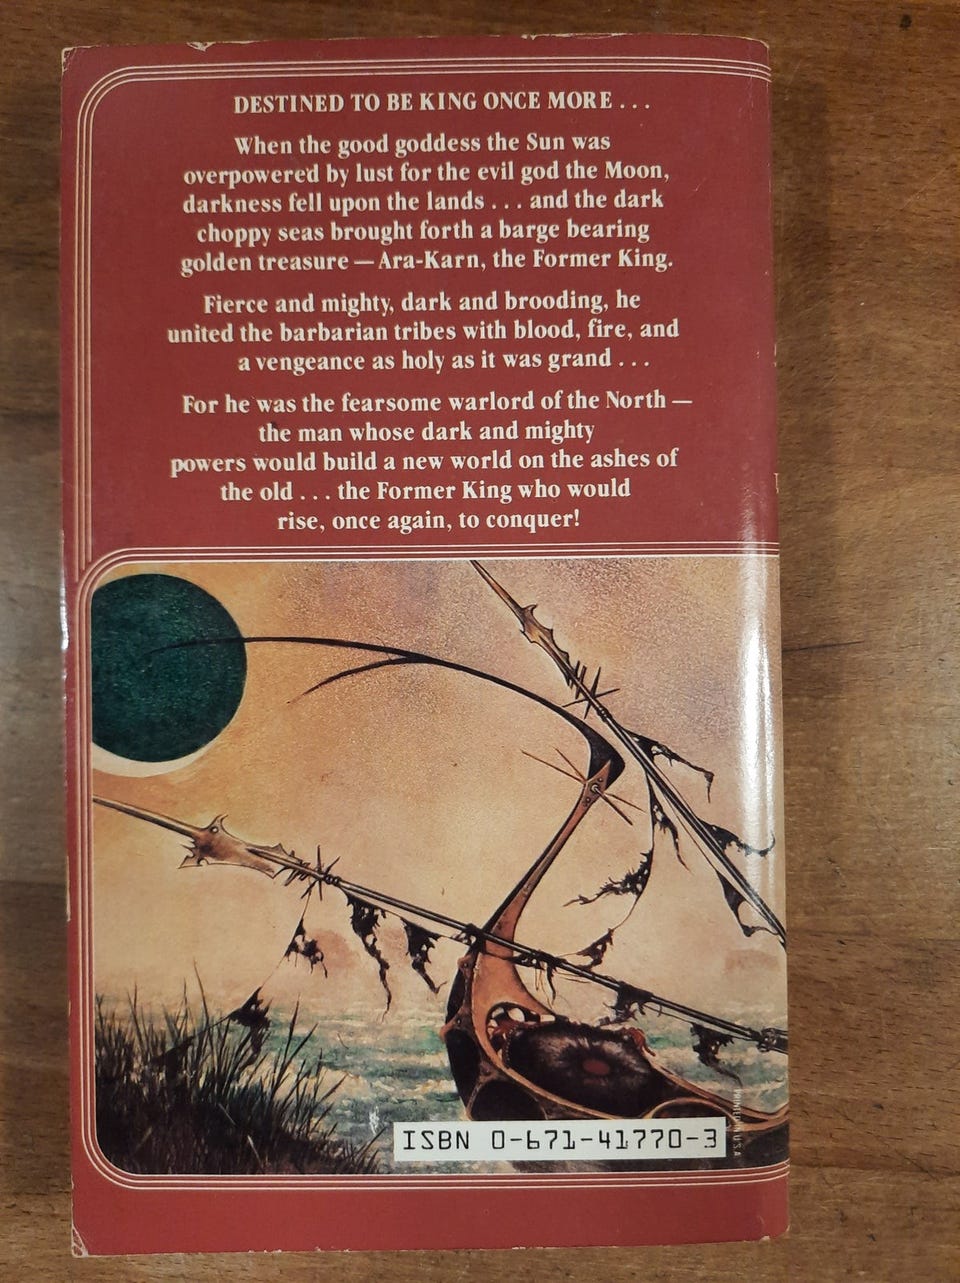 DESTINED TO BE KING ONCE MORE . . .
When the good goddess the Sun was
overpowered by lust for the evil god the Moon,
darkness fell upon the lands . . . and the dark
choppy seas brought forth a barge bearing
golden treasure — Ara-Karn, the Former King.
Fierce and mighty, dark and brooding, he
united the barbarian tribes with blood, fire, and
a vengeance as holy as it was grand . . .
For he was the fearsome warlord of the North —
the man whose dark and mighty
powers would build a new world on the ashes of
the old . . . the Former King who would
rise, once again, to conquer!
ISBN 0-671-41770-3
PRINTED IN U.S.A.